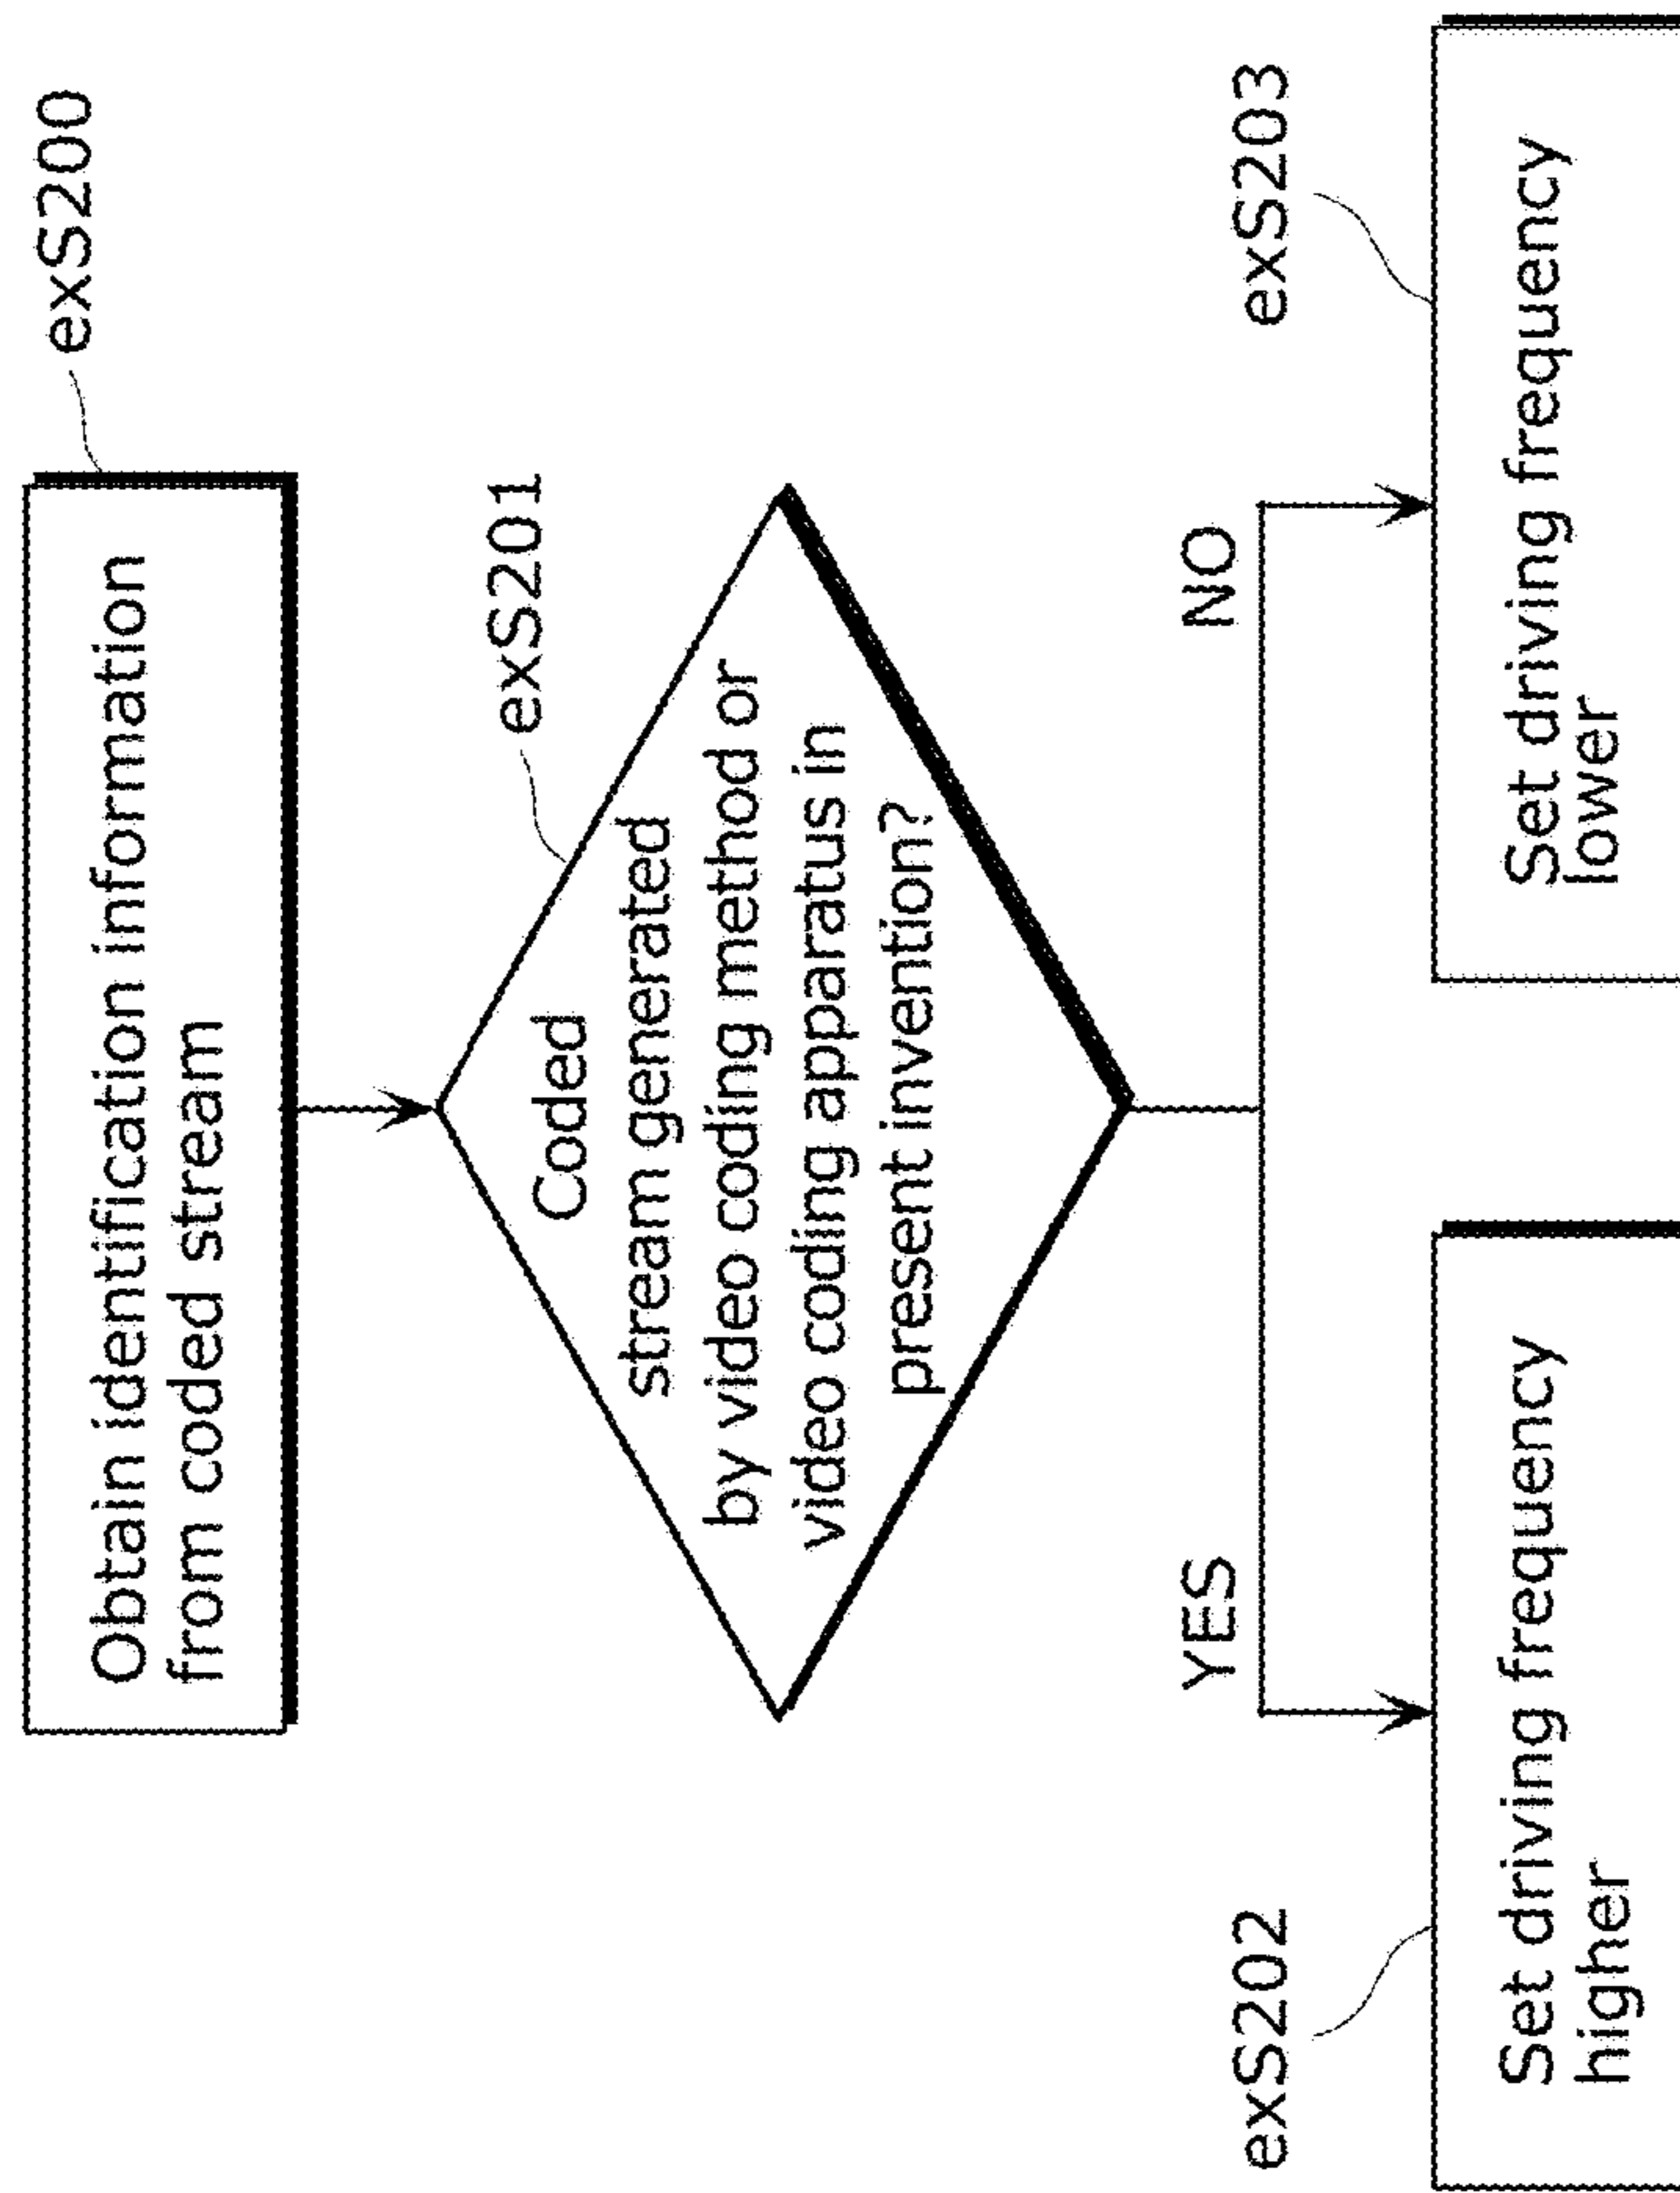 exS200
Obtain identification information
from coded stream
exS201
Coded
stream generated
by video coding method or
video coding apparatus in
present invention?
YES
NO
exS202
exS203
Set driving frequency
higher
Set driving frequency
lower